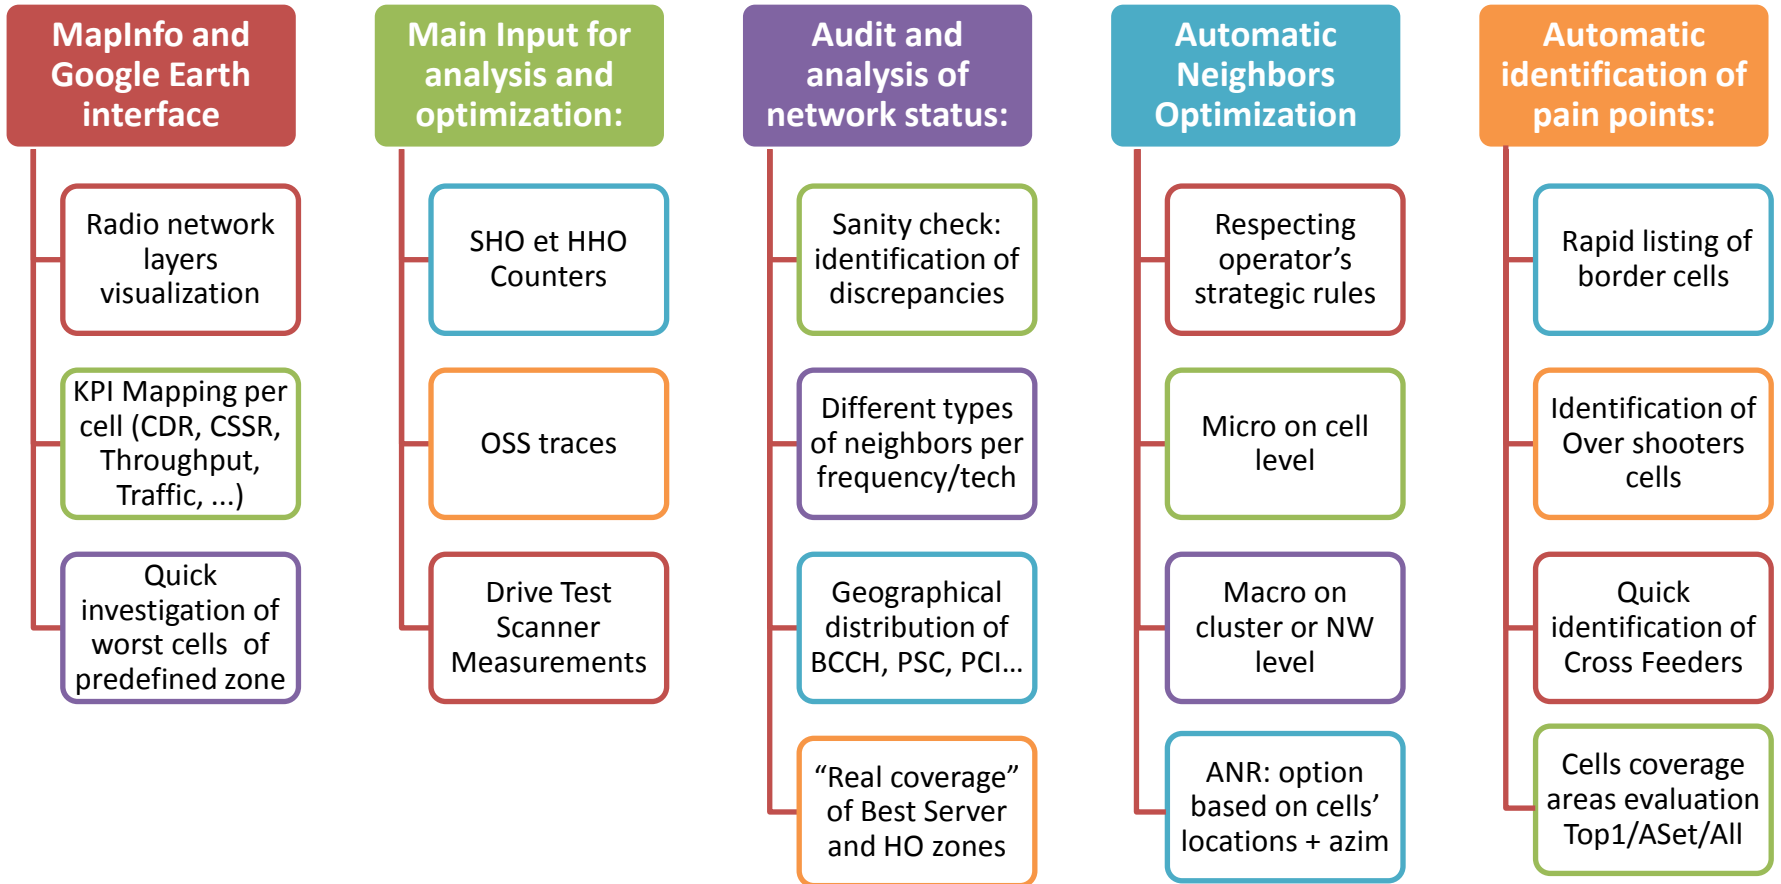 MapInfo and
Google Earth
interface
Radio network
layers
visualization
KPI Mapping per
cell (CDR, CSSR,
Throughput,
Traffic, ...)
Quick
investigation of
worst cells of
predefined zone
Main Input for
analysis and
optimization:
SHO et HHO
Counters
OSS traces
Drive Test
Scanner
Measurements
Audit and
analysis of
network status:
Sanity check:
identification of
discrepancies
Different types
of neighbors per
frequency/tech
Geographical
distribution of
BCCH, PSC, PCI...
“Real coverage”
of Best Server
and HO zones
Automatic
Neighbors
Optimization
Respecting
operator’s
strategic rules
Micro on cell
level
Macro on
cluster or NW
level
ANR: option
based on cells’
locations + azim
Automatic
identification of
pain points:
Rapid listing of
border cells
Identification of
Over shooters
cells
Quick
identification of
Cross Feeders
Cells coverage
areas evaluation
Top1/ASet/All